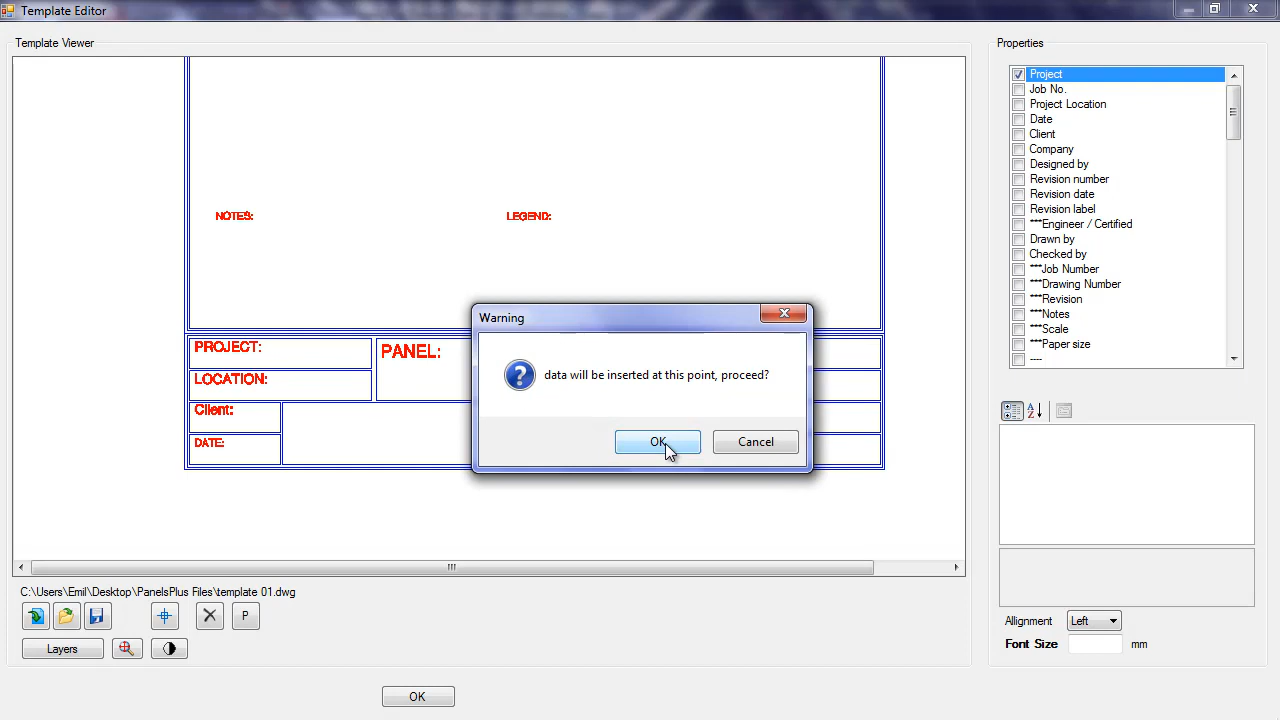 Template Editor
Template Viewer
NOTES:
LEGEND:
PROJECT:
PANEL:
LOCATION:
Client:
DATE:
Warning
data will be inserted at this point, proceed?
OK
Cancel
C:\Users\Emil\Desktop\PanelsPlus Files\template 01.dwg
P
Layers
OK
Properties
Project
Job No.
Project Location
Date
Client
Company
Designed by
Revision number
Revision date
Revision label
***Engineer / Certified
Drawn by
Checked by
***Job Number
***Drawing Number
***Revision
***Notes
***Scale
***Paper size
----
A
Z
Allignment
Left
Font Size
mm